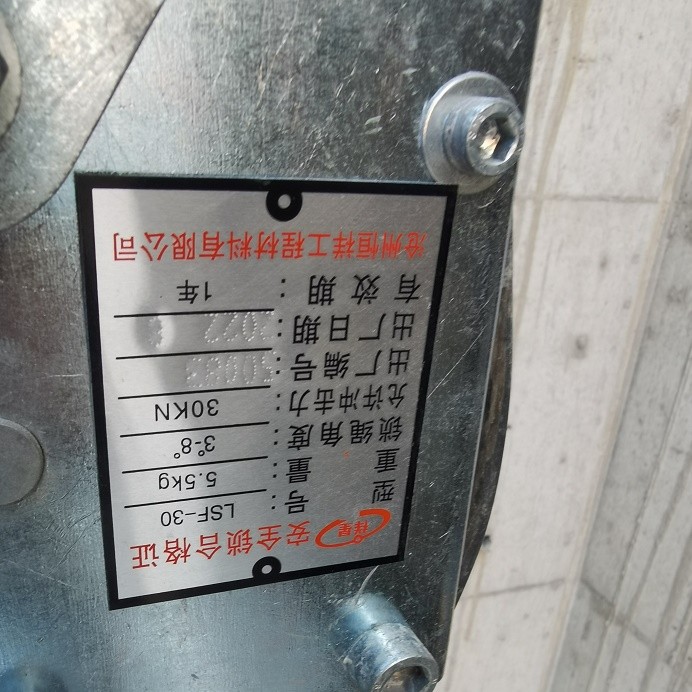 安全锁合格证
型号：LSF-30
重量：5.5kg
锁绳角度：3-8°
允许冲击力：30KN
出厂编号：
出厂日期：2022
有效期：1年
沧州恒祥工程材料有限公司